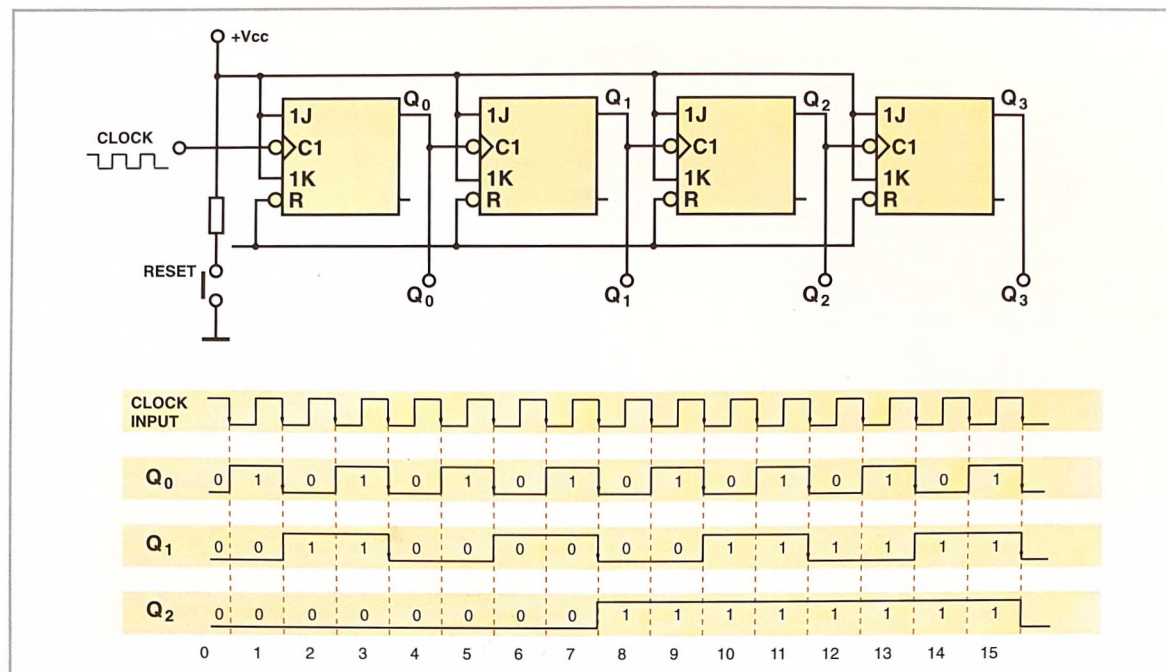 +Vcc
Q0 Q1 Q2 Q3
1J 1J 1J 1J
CLOCK
C1 C1 C1 C1
1K 1K 1K 1K
R R R R
RESET
Q0 Q1 Q2 Q3
CLOCK
INPUT
Q0 0 1 0 1 0 1 0 1 0 1 0 1 0 1 0 1
Q1 0 0 1 1 0 0 0 0 0 0 1 1 1 1 1 1
Q2 0 0 0 0 0 0 0 0 1 1 1 1 1 1 1 1
0 1 2 3 4 5 6 7 8 9 10 11 12 13 14 15